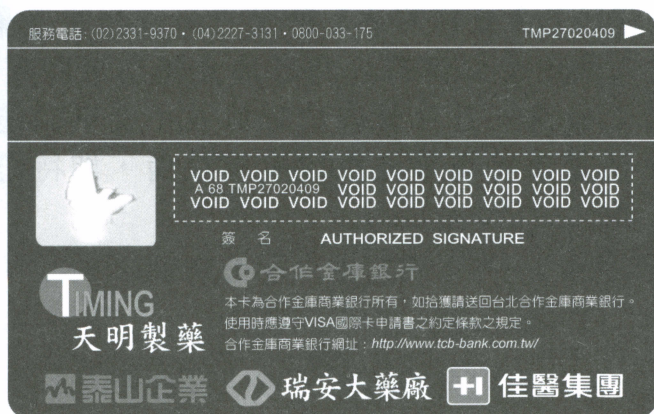 服務電話:(02)2331-9370・(04)2227-3131・0800-033-175 TMP27020409
VOID VOID VOID VOID VOID VOID VOID VOID VOID
A 68 TMP27020409 VOID VOID VOID VOID VOID VOID
VOID VOID VOID VOID VOID VOID VOID VOID VOID
簽 名 AUTHORIZED SIGNATURE
合作金庫銀行
本卡為合作金庫商業銀行所有,如拾獲請送回台北合作金庫商業銀行。
使用時應遵守VISA國際卡申請書之約定條款之規定。
合作金庫商業銀行網址:http://www.tcb-bank.com.tw/
TIMING
天明製藥
泰山企業 瑞安大藥廠 佳醫集團